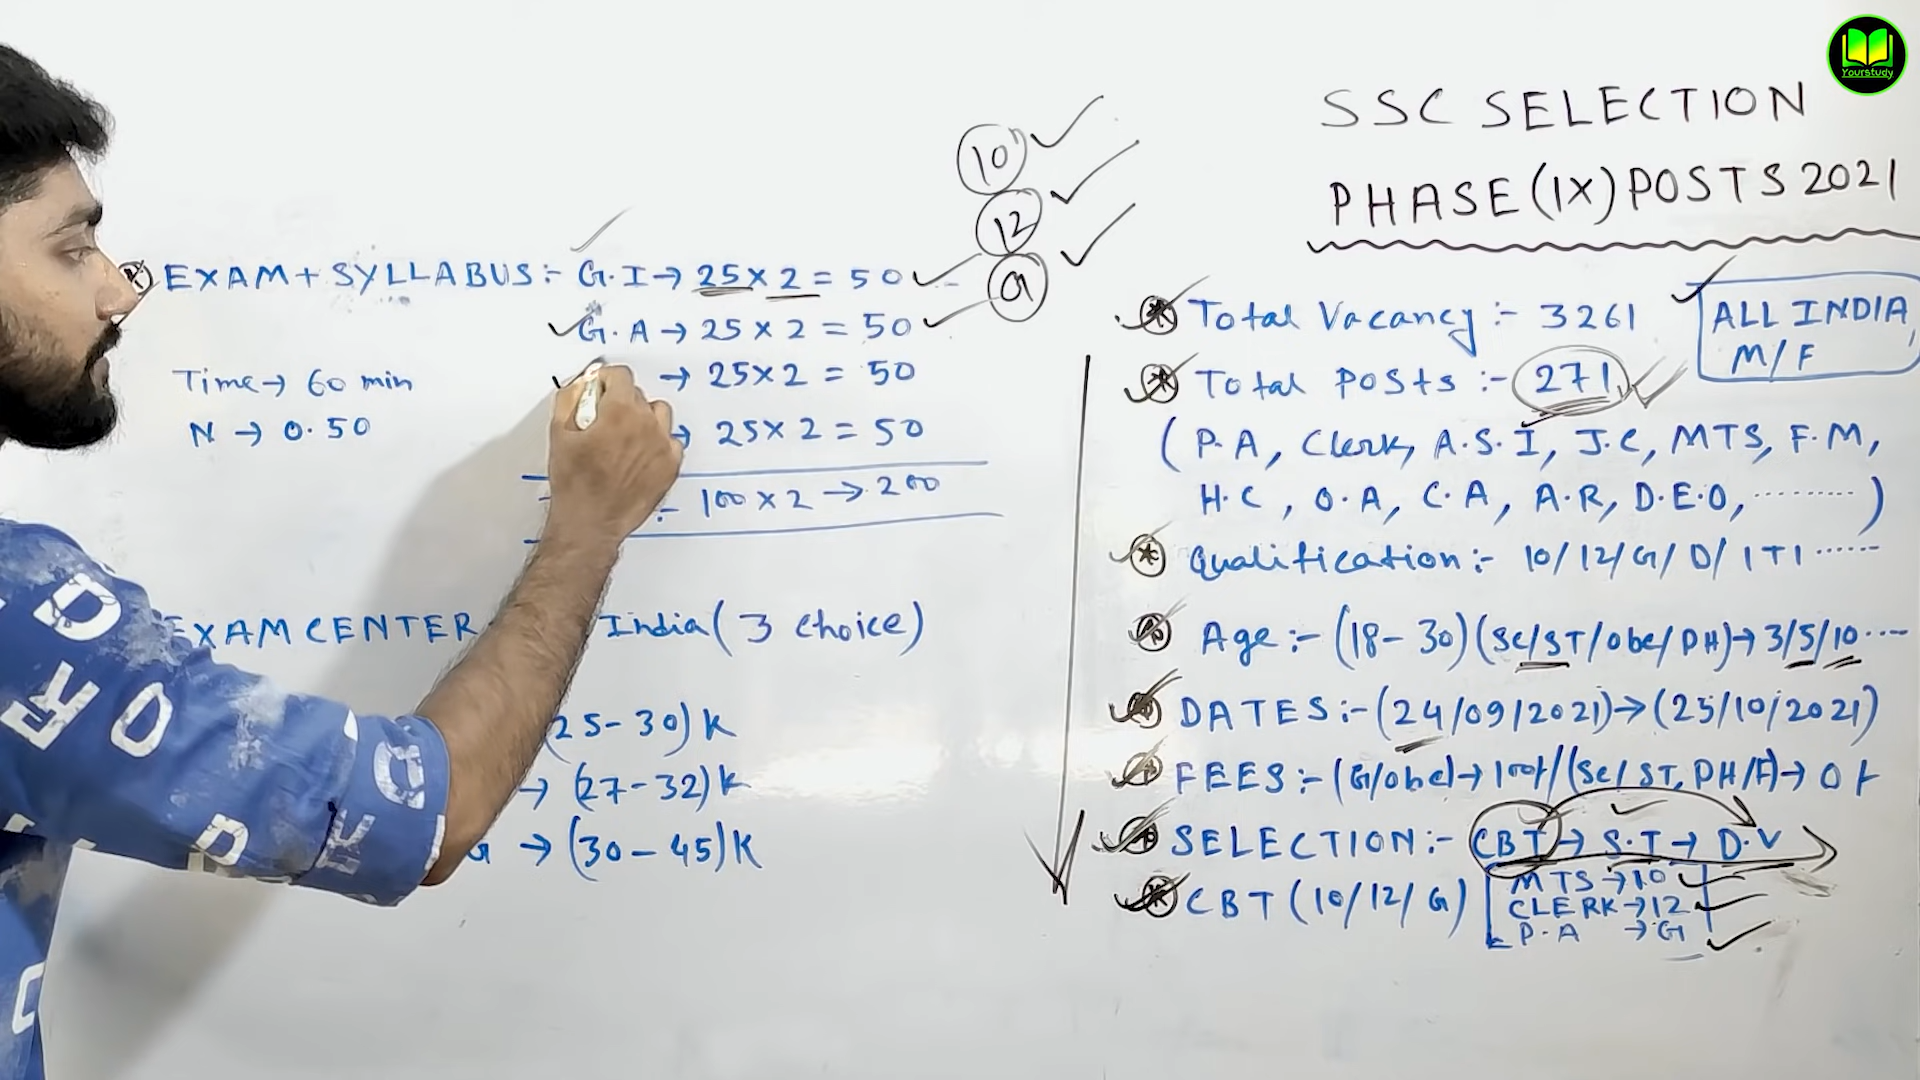 Yourstudy
SSC SELECTION
PHASE (IX) POSTS 2021
10
12
G
EXAM + SYLLABUS :- G.I → 25 × 2 = 50
G.A → 25 × 2 = 50
→ 25 × 2 = 50
→ 25 × 2 = 50
:- 100 × 2 → 200
Time → 60 min
N → 0.50
EXAM CENTER India (3 choice)
(25-30) K
→ (27-32) K
G → (30-45) K
Total Vacancy :- 3261
ALL INDIA,
M/F
Total Posts :- 271
(P.A, Clerk, A.S.I, J.E, MTS, F.M,
H.C, O.A, C.A, A.R, D.E.O, ..........)
Qualification :- 10/12/G/D/ITI ......
Age :- (18-30) (SC/ST/obc/PH) → 3/5/10 ....
DATES :- (24/09/2021) → (25/10/2021)
FEES :- (G/obc) → 100/-/(SC/ST, PH/F) → 0/-
SELECTION :- CBT → S.T → D.V
CBT (10/12/G)
MTS → 10
CLERK → 12
P.A → G